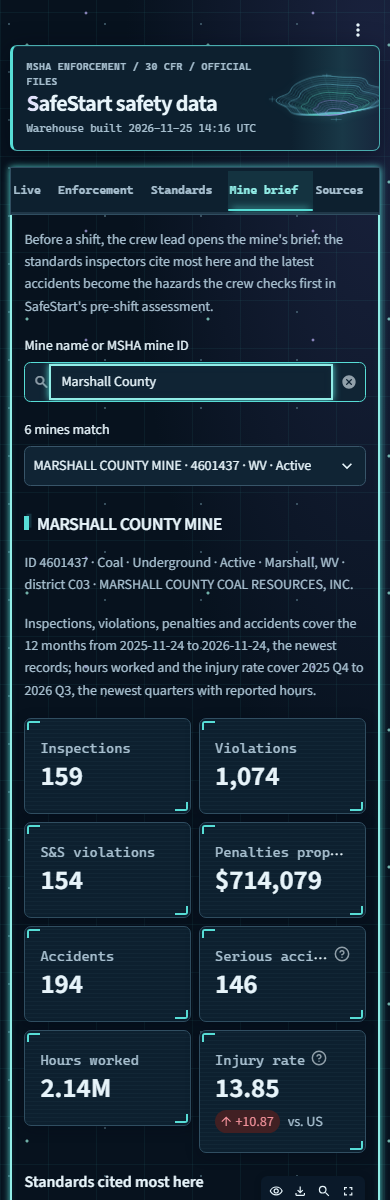 MSHA ENFORCEMENT / 30 CFR / OFFICIAL
FILES
SafeStart safety data
Warehouse built 2026-11-25 14:16 UTC
Live Enforcement Standards Mine brief Sources
Before a shift, the crew lead opens the mine's brief: the
standards inspectors cite most here and the latest
accidents become the hazards the crew checks first in
SafeStart's pre-shift assessment.
Mine name or MSHA mine ID
Marshall County
6 mines match
MARSHALL COUNTY MINE · 4601437 · WV · Active
MARSHALL COUNTY MINE
ID 4601437 · Coal · Underground · Active · Marshall, WV ·
district C03 · MARSHALL COUNTY COAL RESOURCES, INC.
Inspections, violations, penalties and accidents cover the
12 months from 2025-11-24 to 2026-11-24, the newest
records; hours worked and the injury rate cover 2025 Q4 to
2026 Q3, the newest quarters with reported hours.
Inspections
159
Violations
1,074
S&S violations
154
Penalties prop…
$714,079
Accidents
194
Serious acci…
146
Hours worked
2.14M
Injury rate
13.85
↑ +10.87 vs. US
Standards cited most here